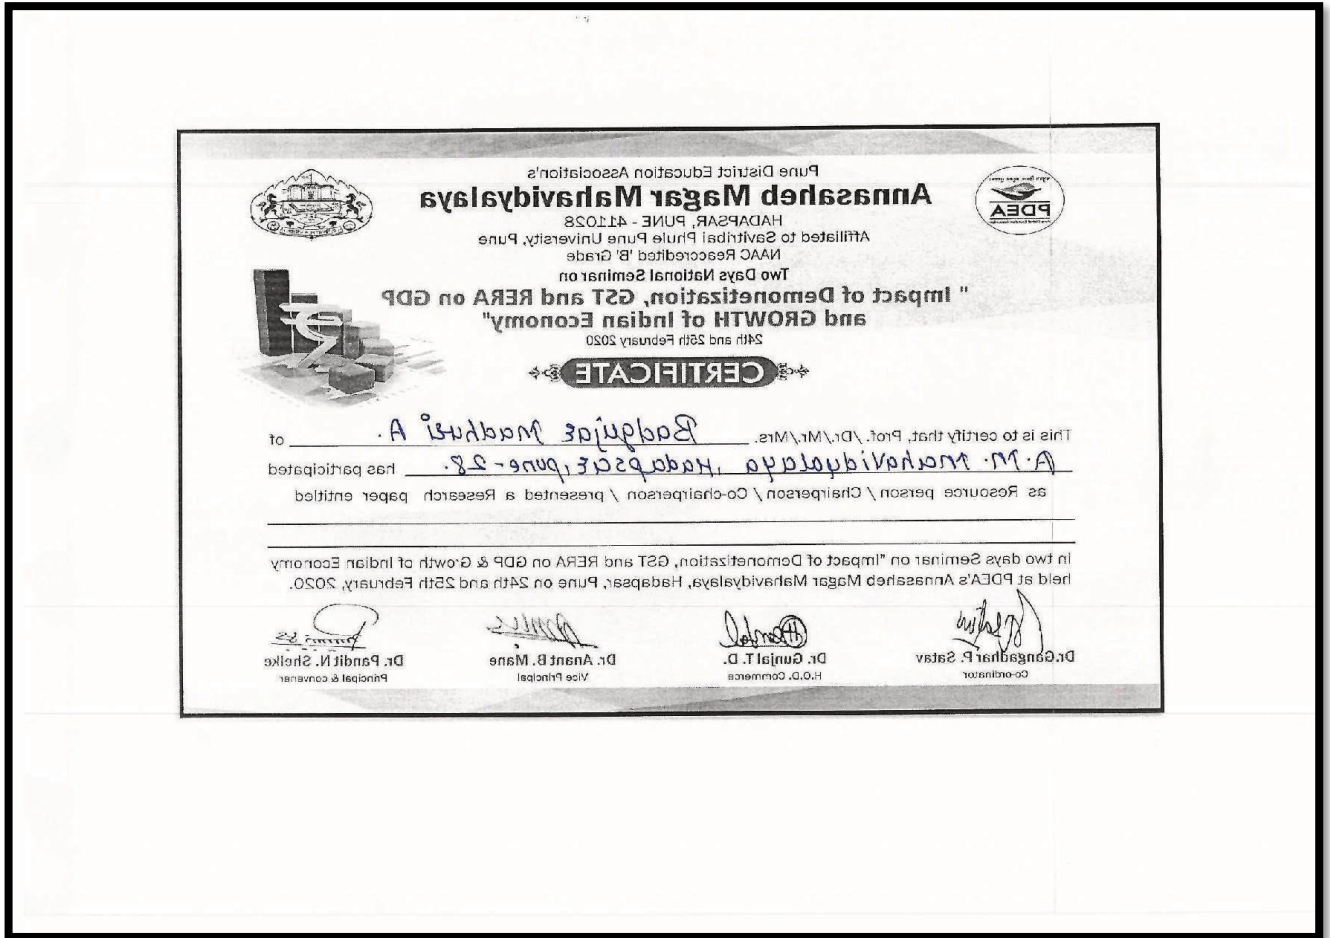 Pune District Education Association's
Annasaheb Magar Mahavidyalaya
HADAPSAR, PUNE - 411028
Affiliated to Savitribai Phule Pune University, Pune
NAAC Reaccredited 'B' Grade
Two Days National Seminar on
" Impact of Demonetization, GST and RERA on GDP
and GROWTH of Indian Economy"
24th and 25th February 2020
CERTIFICATE
PDEA
This is to certify that, Prof. /Dr./Mr./Mrs. Badgujar Madhuri A. of
A. M. Mahavidyalaya, Hadapsar, pune-28. has participated
as Resource person / Chairperson / Co-chairperson / presented a Research paper entitled
In two days Seminar on "Impact of Demonetization, GST and RERA on GDP & Growth of Indian Economy
held at PDEA's Annasaheb Magar Mahavidyalaya, Hadapsar, Pune on 24th and 25th February, 2020.
Dr.Gangadhar P. Satav
Co-ordinator
Dr. Gunjal T. D.
H.O.D. Commerce
Dr. Anant B. Mane
Vice Principal
Dr. Pandit N. Shelke
Principal & convener